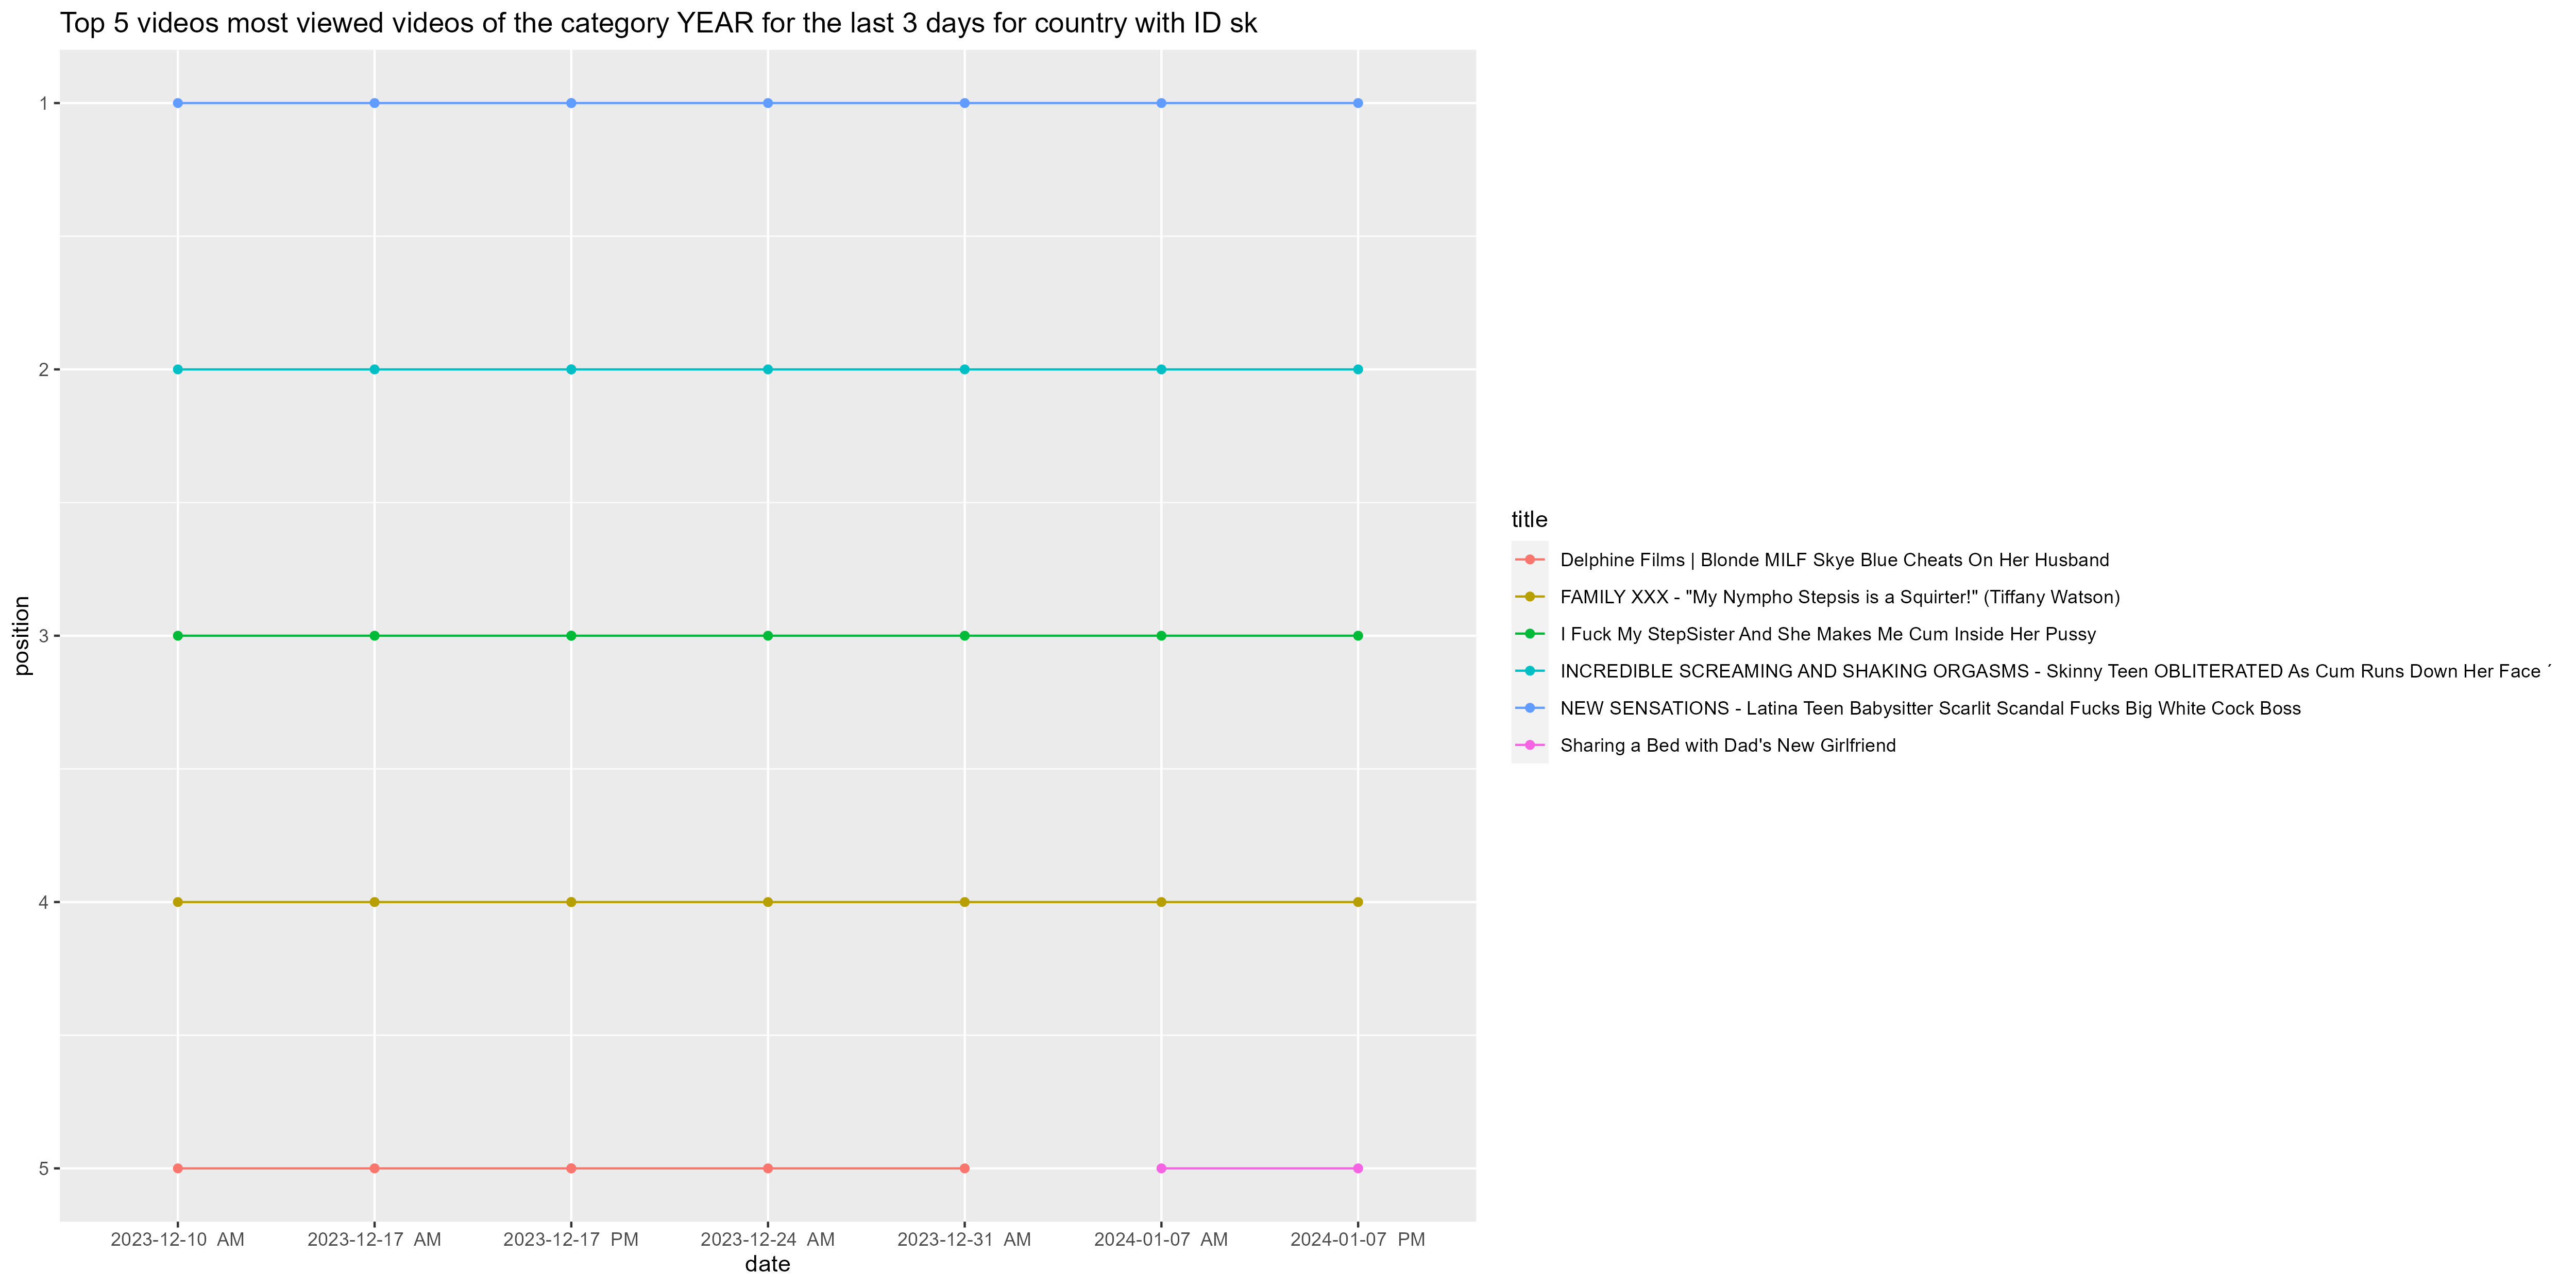 Top 5 videos most viewed videos of the category YEAR for the last 3 days for country with ID sk
1
2
3
4
5
position
2023-12-10 AM
2023-12-17 AM
2023-12-17 PM
2023-12-24 AM
2023-12-31 AM
2024-01-07 AM
2024-01-07 PM
date
title
Delphine Films | Blonde MILF Skye Blue Cheats On Her Husband
FAMILY XXX - "My Nympho Stepsis is a Squirter!" (Tiffany Watson)
I Fuck My StepSister And She Makes Me Cum Inside Her Pussy
INCREDIBLE SCREAMING AND SHAKING ORGASMS - Skinny Teen OBLITERATED As Cum Runs Down Her Face
NEW SENSATIONS - Latina Teen Babysitter Scarlit Scandal Fucks Big White Cock Boss
Sharing a Bed with Dad's New Girlfriend